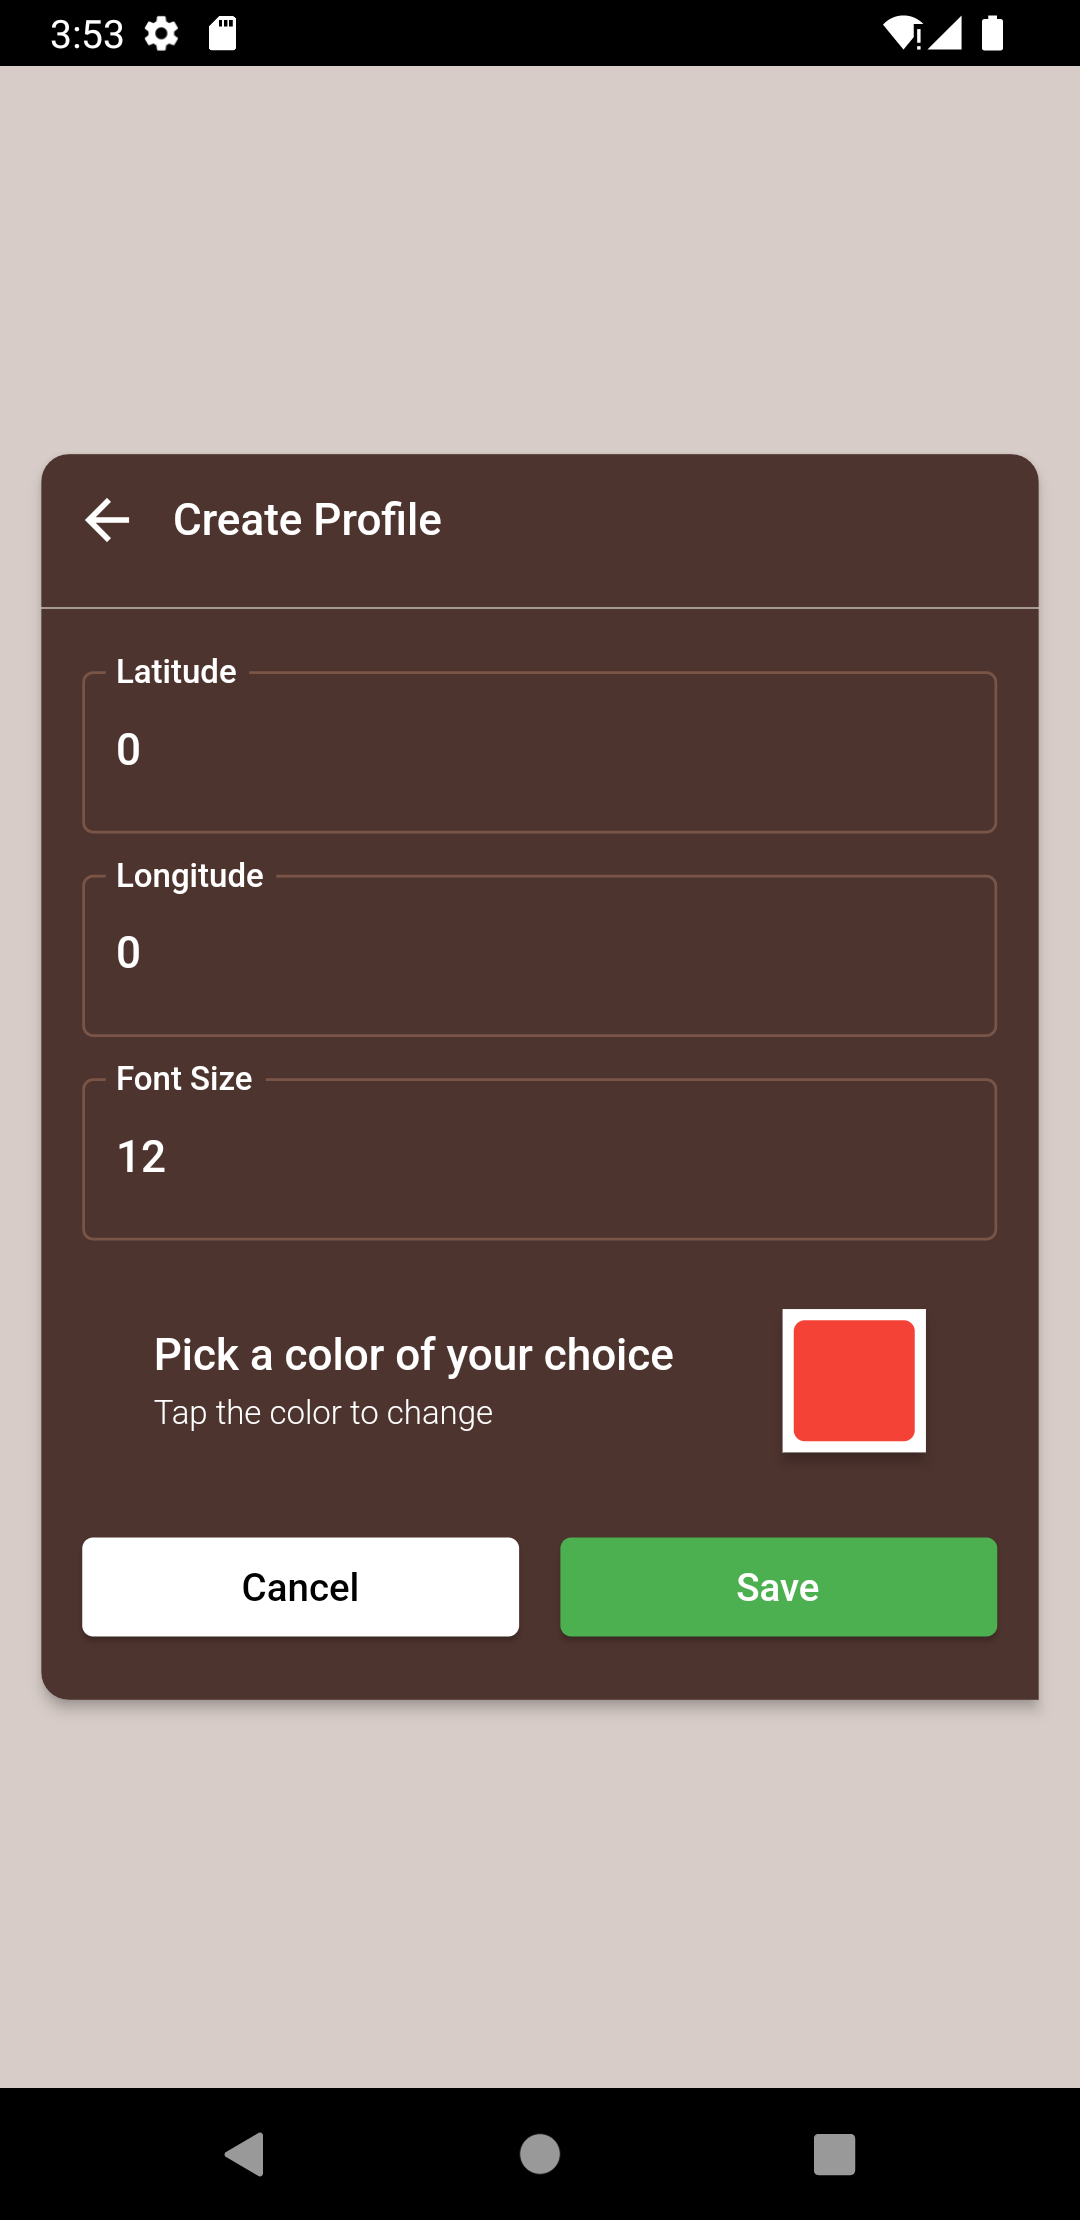 3:53
Create Profile
Latitude
0
Longitude
0
Font Size
12
Pick a color of your choice
Tap the color to change
Cancel
Save